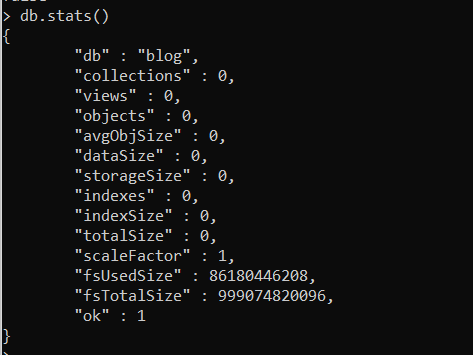 > db.stats()
{
        "db" : "blog",
        "collections" : 0,
        "views" : 0,
        "objects" : 0,
        "avgObjSize" : 0,
        "dataSize" : 0,
        "storageSize" : 0,
        "indexes" : 0,
        "indexSize" : 0,
        "totalSize" : 0,
        "scaleFactor" : 1,
        "fsUsedSize" : 86180446208,
        "fsTotalSize" : 999074820096,
        "ok" : 1
}